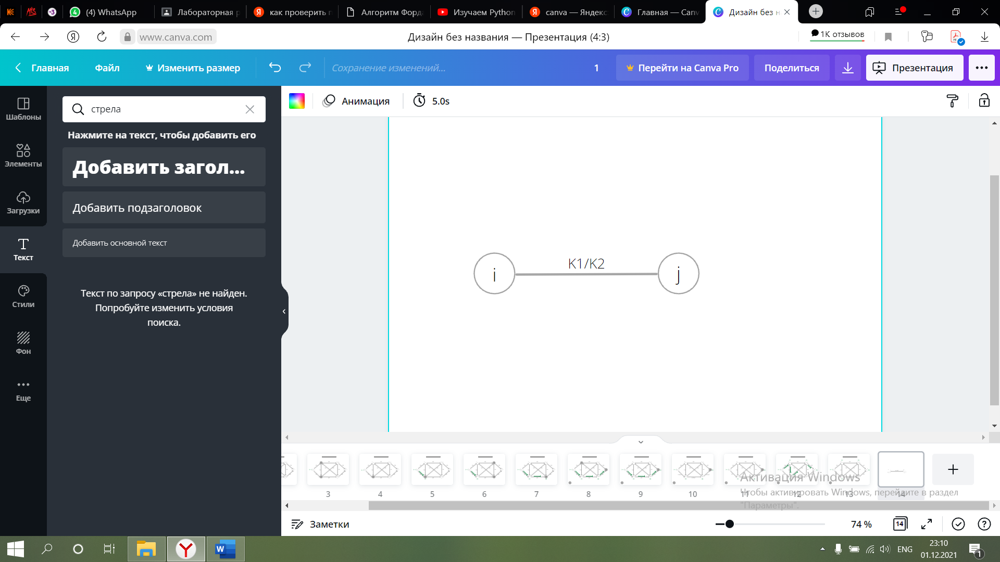 (4) WhatsApp
Лабораторная р
как проверить п
Алгоритм Форда
Изучаем Python
canva — Яндекс
Главная — Canv
Дизайн без н
www.canva.com
Дизайн без названия — Презентация (4:3)
1К отзывов
Главная
Файл
Изменить размер
Сохранение изменений...
1
Перейти на Canva Pro
Поделиться
Презентация
Шаблоны
Элементы
Загрузки
Текст
Стили
Фон
Еще
стрела
Нажмите на текст, чтобы добавить его
Добавить загол...
Добавить подзаголовок
Добавить основной текст
Текст по запросу «стрела» не найден.
Попробуйте изменить условия
поиска.
Анимация
5.0s
K1/K2
i
j
3
4
5
6
7
8
9
10
11
12
13
14
Активация Windows
Чтобы активировать Windows, перейдите в раздел
"Параметры".
Заметки
74 %
14
ENG
23:10
01.12.2021
1